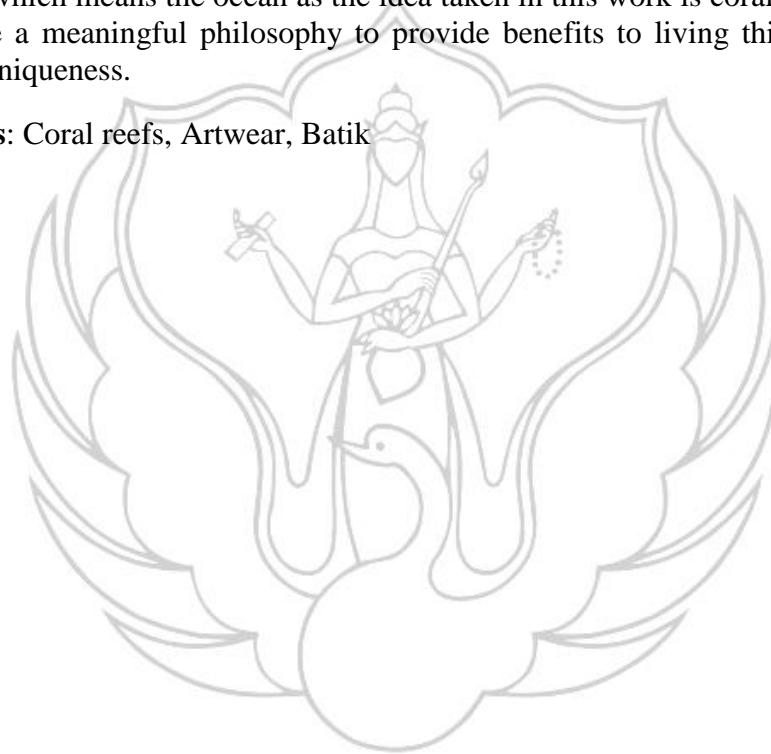 which means the ocean as the idea taken in this work is coral
e a meaningful philosophy to provide benefits to living thi
niqueness.
s: Coral reefs, Artwear, Batik